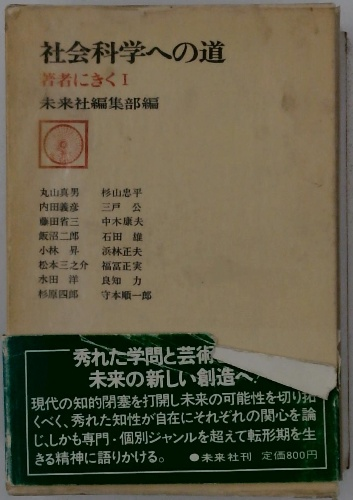 社会科学への道
著者にきくI
未来社編集部編
丸山真男 杉山忠平
内田義彦 三戸 公
藤田省三 中木康夫
飯沼二郎 石田 雄
小林 昇 浜林正夫
松本三之介 福冨正実
水田 洋 良知 力
杉原四郎 守本順一郎
秀れた学問と芸術
未来の新しい創造へ
現代の知的閉塞を打開し未来の可能性を切り拓
くべく、秀れた知性が自在にそれぞれの関心を論
じ、しかも専門・個別ジャンルを超えて転形期を生
きる精神に語りかける。 ●未来社刊 定価800円